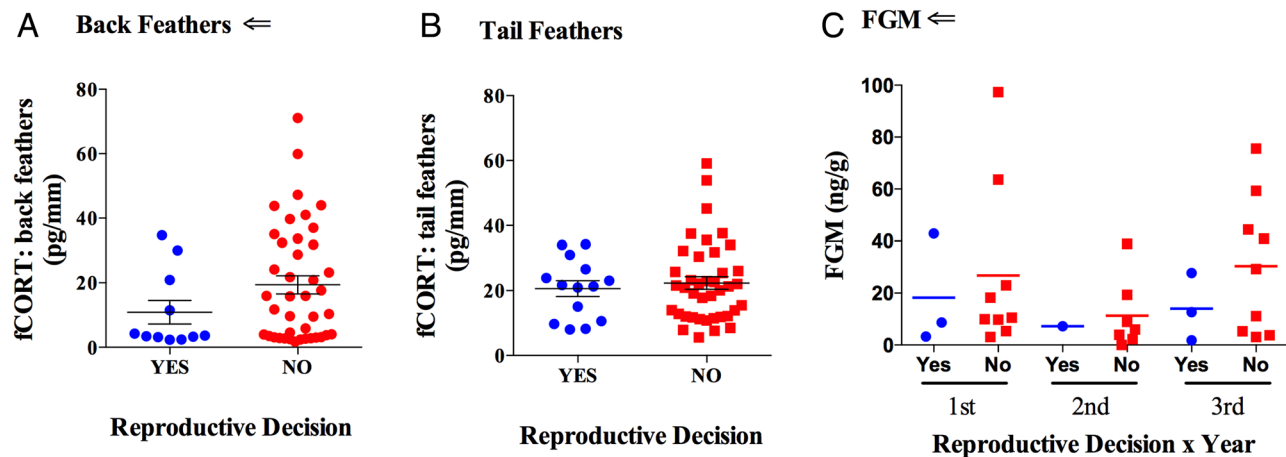 A Back Feathers ⇐
fCORT: back feathers
(pg/mm)
80
60
40
20
0
YES NO
Reproductive Decision
B Tail Feathers
fCORT: tail feathers
(pg/mm)
80
60
40
20
0
YES NO
Reproductive Decision
C FGM ⇐
FGM (ng/g)
100
80
60
40
20
0
Yes No Yes No Yes No
1st 2nd 3rd
Reproductive Decision x Year